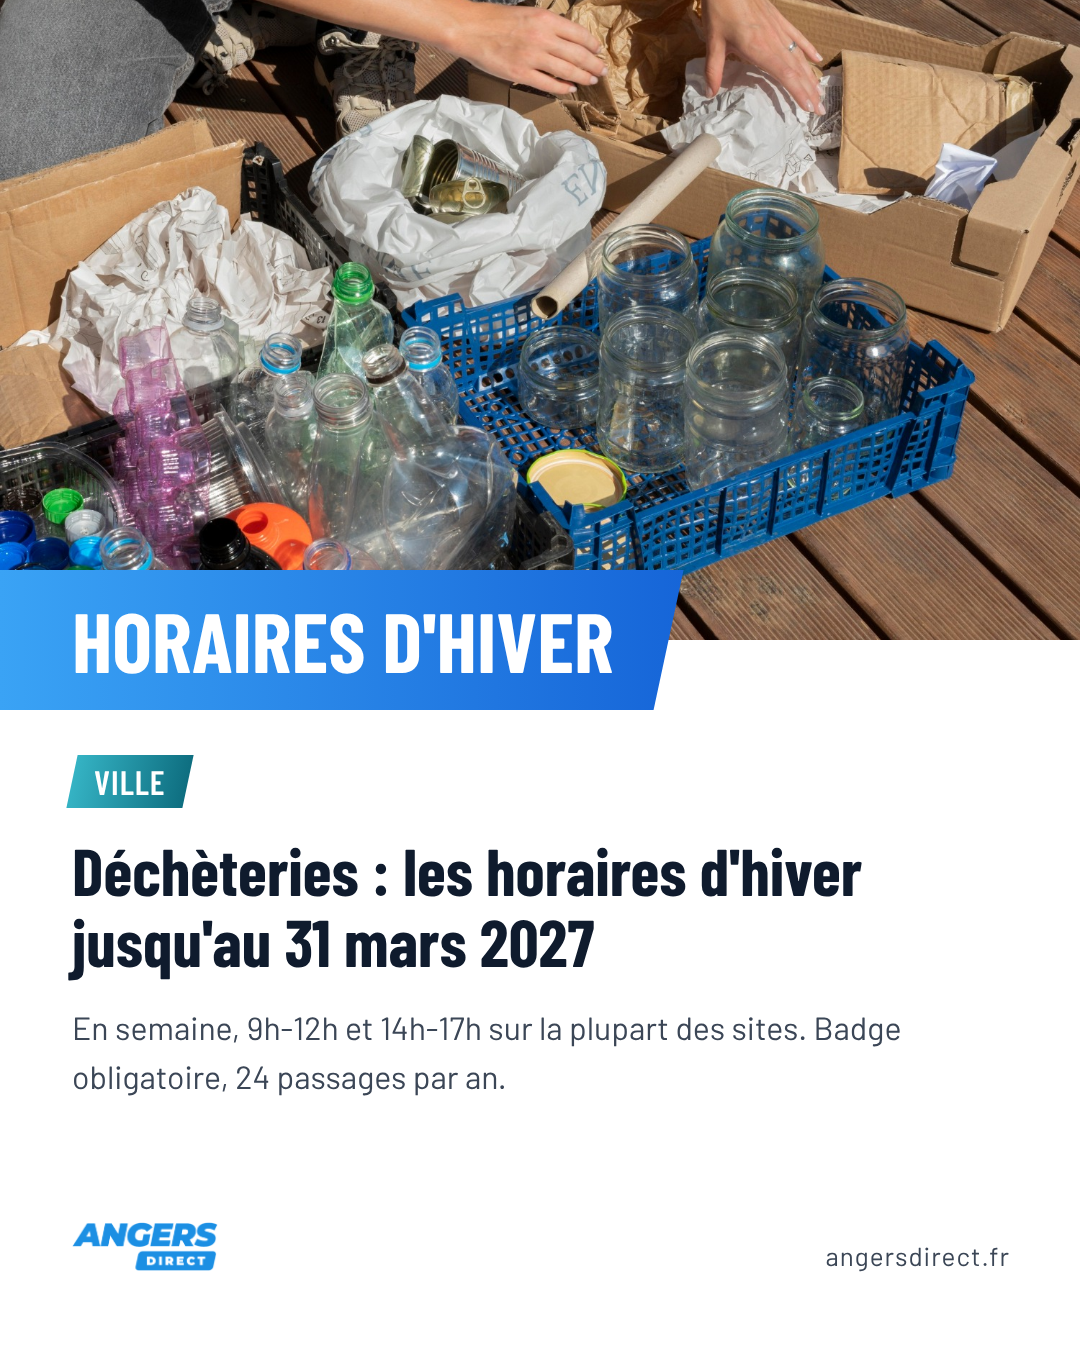 HORAIRES D'HIVER
VILLE
Déchèteries : les horaires d'hiver
jusqu'au 31 mars 2027
En semaine, 9h-12h et 14h-17h sur la plupart des sites. Badge
obligatoire, 24 passages par an.
ANGERS
DIRECT
angersdirect.fr